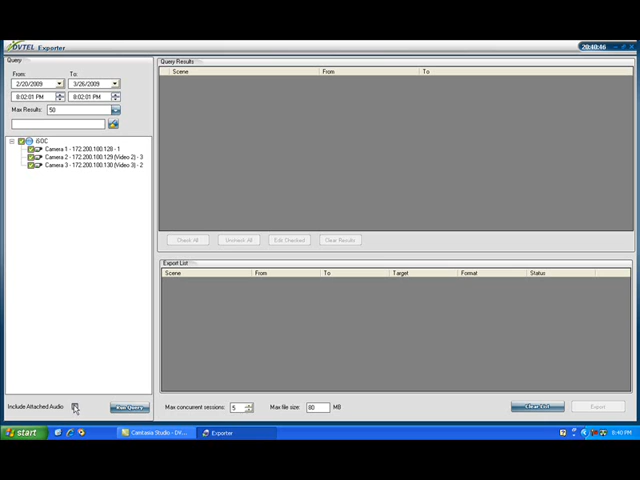 DVTEL Exporter
20:40:46
Query
From:
To:
2/20/2009
3/26/2009
8:02:01 PM
8:02:01 PM
Max Results:
50
iSOC
Camera 1 - 172.200.100.128 - 1
Camera 2 - 172.200.100.129 (Video 2) - 3
Camera 3 - 172.200.100.130 (Video 3) - 2
Include Attached Audio
Run Query
Query Results
Scene
From
To
Check All
Uncheck All
Edit Checked
Clear Results
Export List
Scene
From
To
Target
Format
Status
Max concurrent sessions:
5
Max file size:
80
MB
Clear List
Export
start
Camtasia Studio - DV...
Exporter
8:40 PM